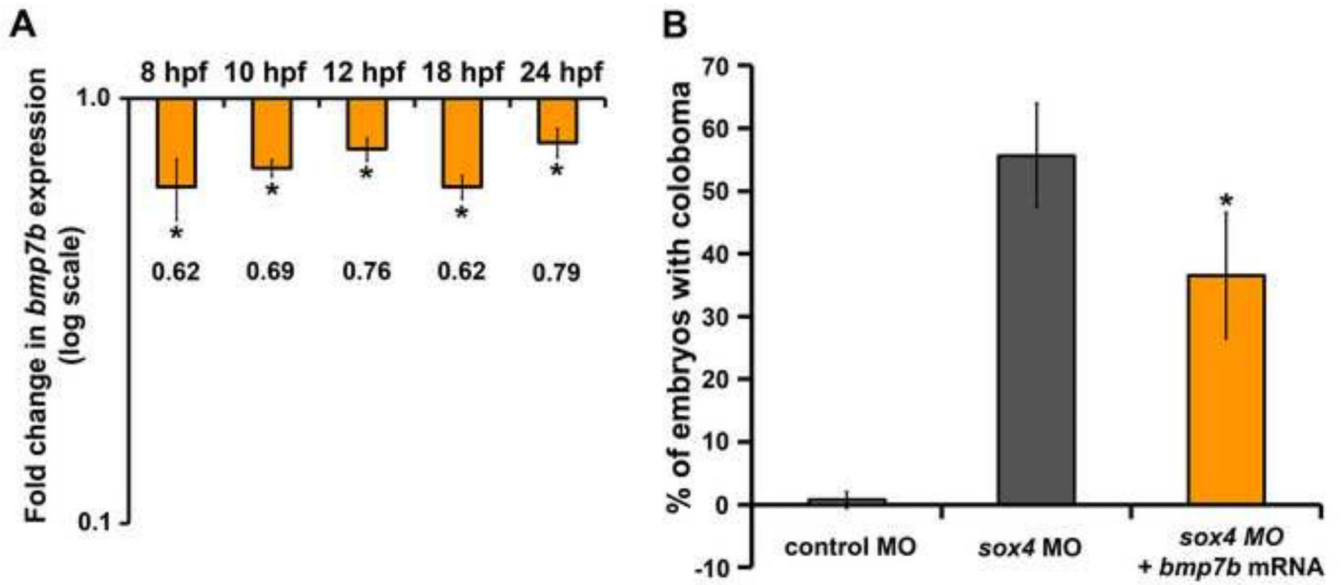 A
8 hpf 10 hpf 12 hpf 18 hpf 24 hpf
Fold change in bmp7b expression
(log scale)
1.0
* * * * *
0.62 0.69 0.76 0.62 0.79
0.1
B
% of embryos with coloboma
70
60
50
40
30
20
10
0
-10
*
control MO
sox4 MO
sox4 MO
+ bmp7b mRNA